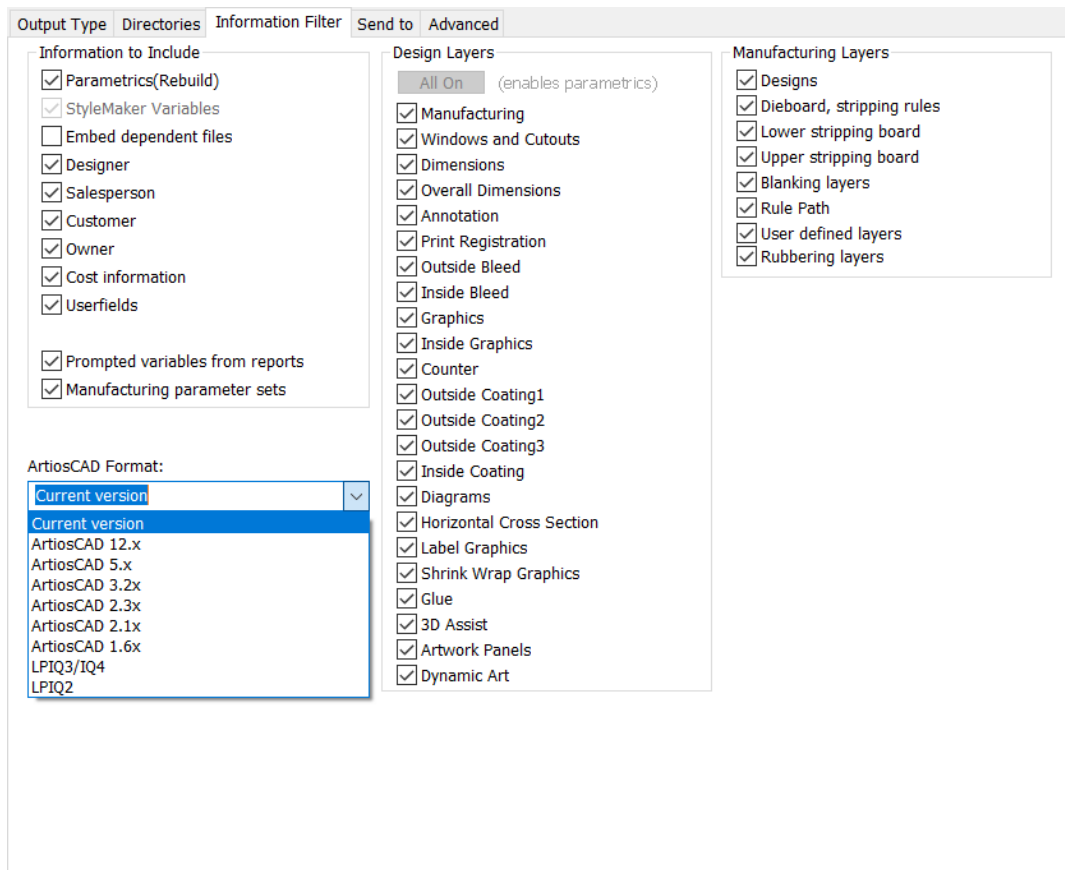 Output Type Directories Information Filter Send to Advanced
Information to Include
Parametrics(Rebuild)
StyleMaker Variables
Embed dependent files
Designer
Salesperson
Customer
Owner
Cost information
Userfields
Prompted variables from reports
Manufacturing parameter sets
ArtiosCAD Format:
Current version
Current version
ArtiosCAD 12.x
ArtiosCAD 5.x
ArtiosCAD 3.2x
ArtiosCAD 2.3x
ArtiosCAD 2.1x
ArtiosCAD 1.6x
LPIQ3/IQ4
LPIQ2
Design Layers
All On (enables parametrics)
Manufacturing
Windows and Cutouts
Dimensions
Overall Dimensions
Annotation
Print Registration
Outside Bleed
Inside Bleed
Graphics
Inside Graphics
Counter
Outside Coating1
Outside Coating2
Outside Coating3
Inside Coating
Diagrams
Horizontal Cross Section
Label Graphics
Shrink Wrap Graphics
Glue
3D Assist
Artwork Panels
Dynamic Art
Manufacturing Layers
Designs
Dieboard, stripping rules
Lower stripping board
Upper stripping board
Blanking layers
Rule Path
User defined layers
Rubbering layers